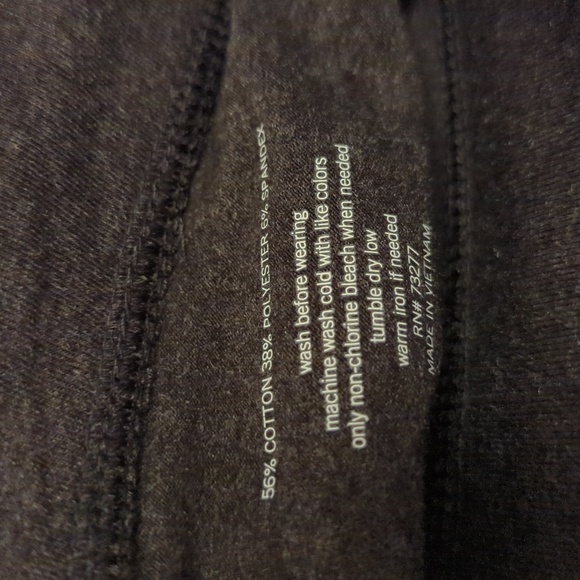 56% COTTON 38% POLYESTER 6% SPANDEX
wash before wearing
machine wash cold with like colors
only non-chlorine bleach when needed
tumble dry low
warm iron if needed
RN# 73277
MADE IN VIETNAM